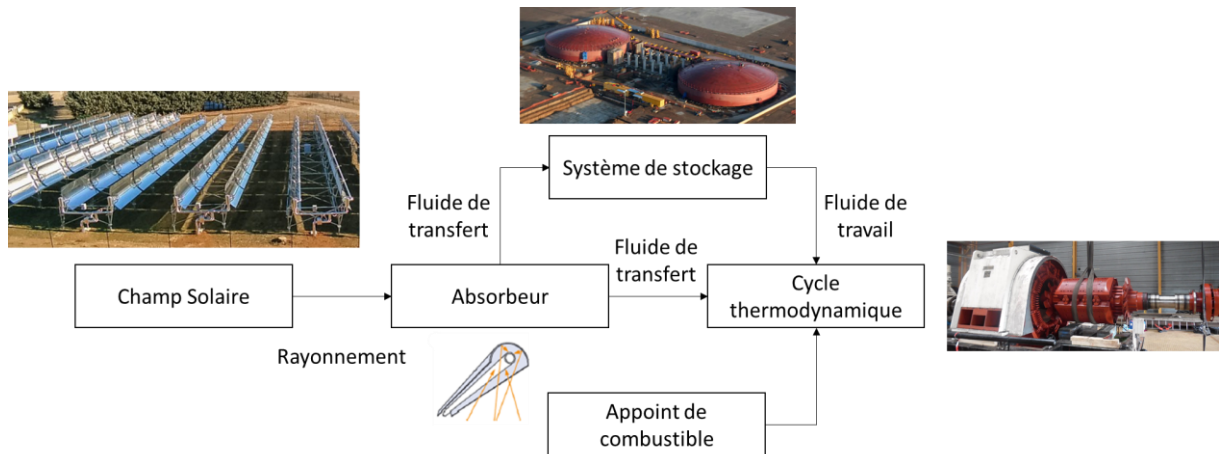 Système de stockage
Fluide de
transfert
Fluide de
travail
Fluide de
transfert
Champ Solaire
Absorbeur
Cycle
thermodynamique
Rayonnement
Appoint de
combustible